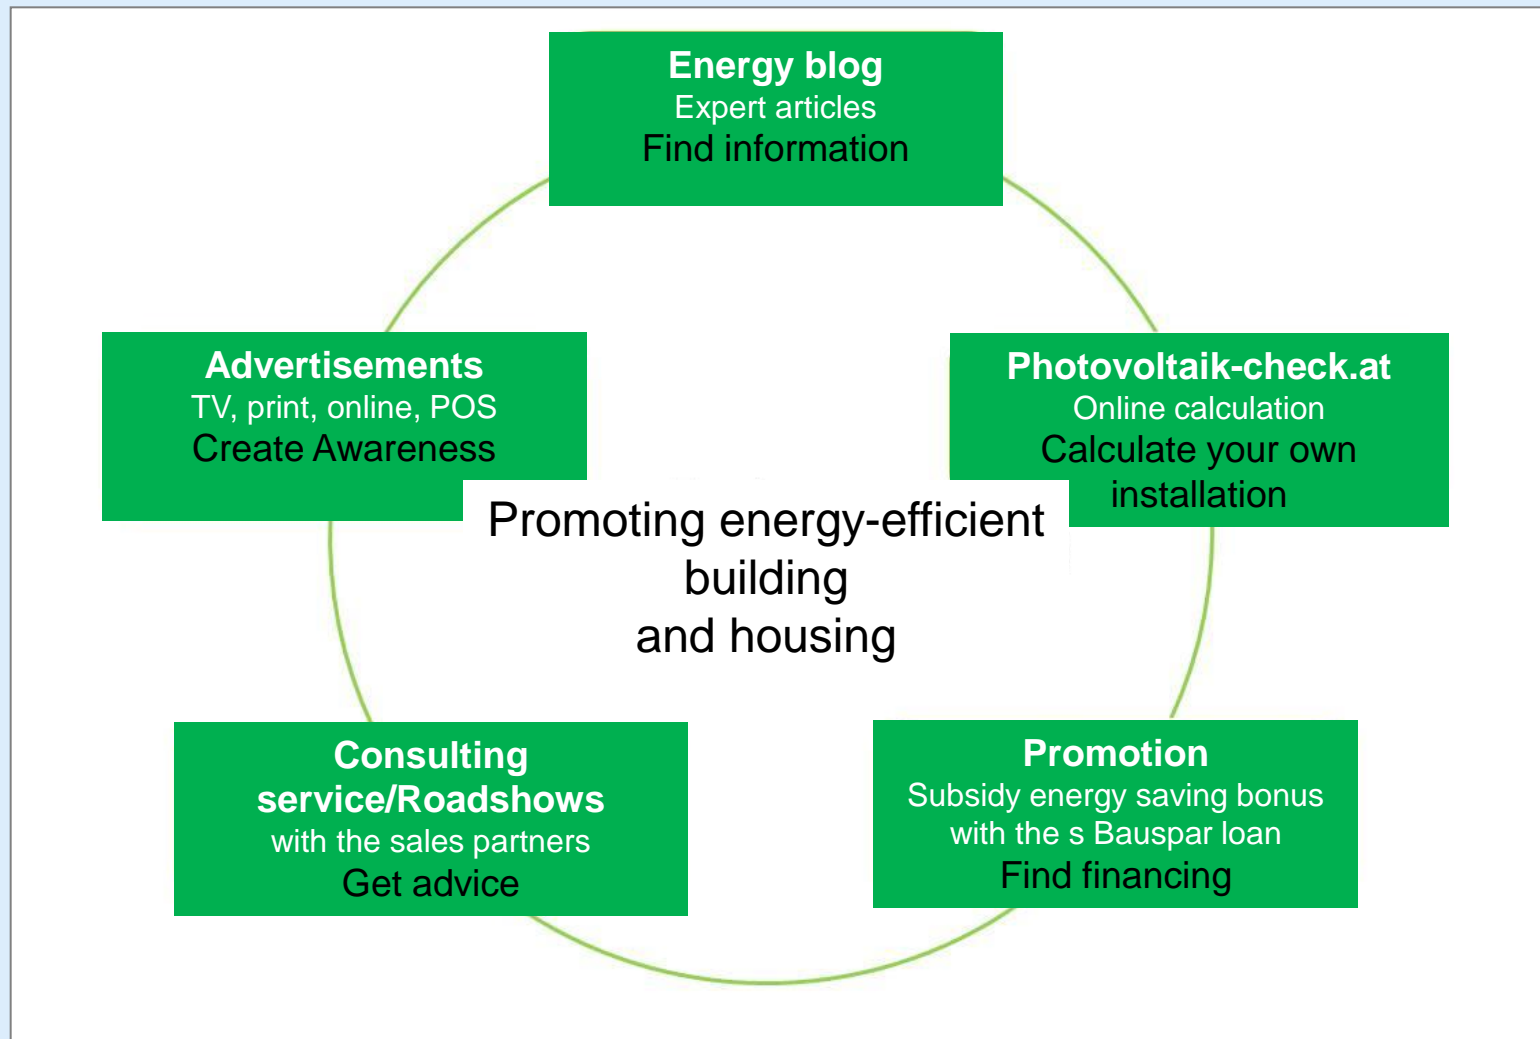 Energy blog
Expert articles
Find information
Advertisements
TV, print, online, POS
Create Awareness
Photovoltaik-check.at
Online calculation
Calculate your own
installation
Promoting energy-efficient
building
and housing
Consulting
service/Roadshows
with the sales partners
Get advice
Promotion
Subsidy energy saving bonus
with the s Bauspar loan
Find financing